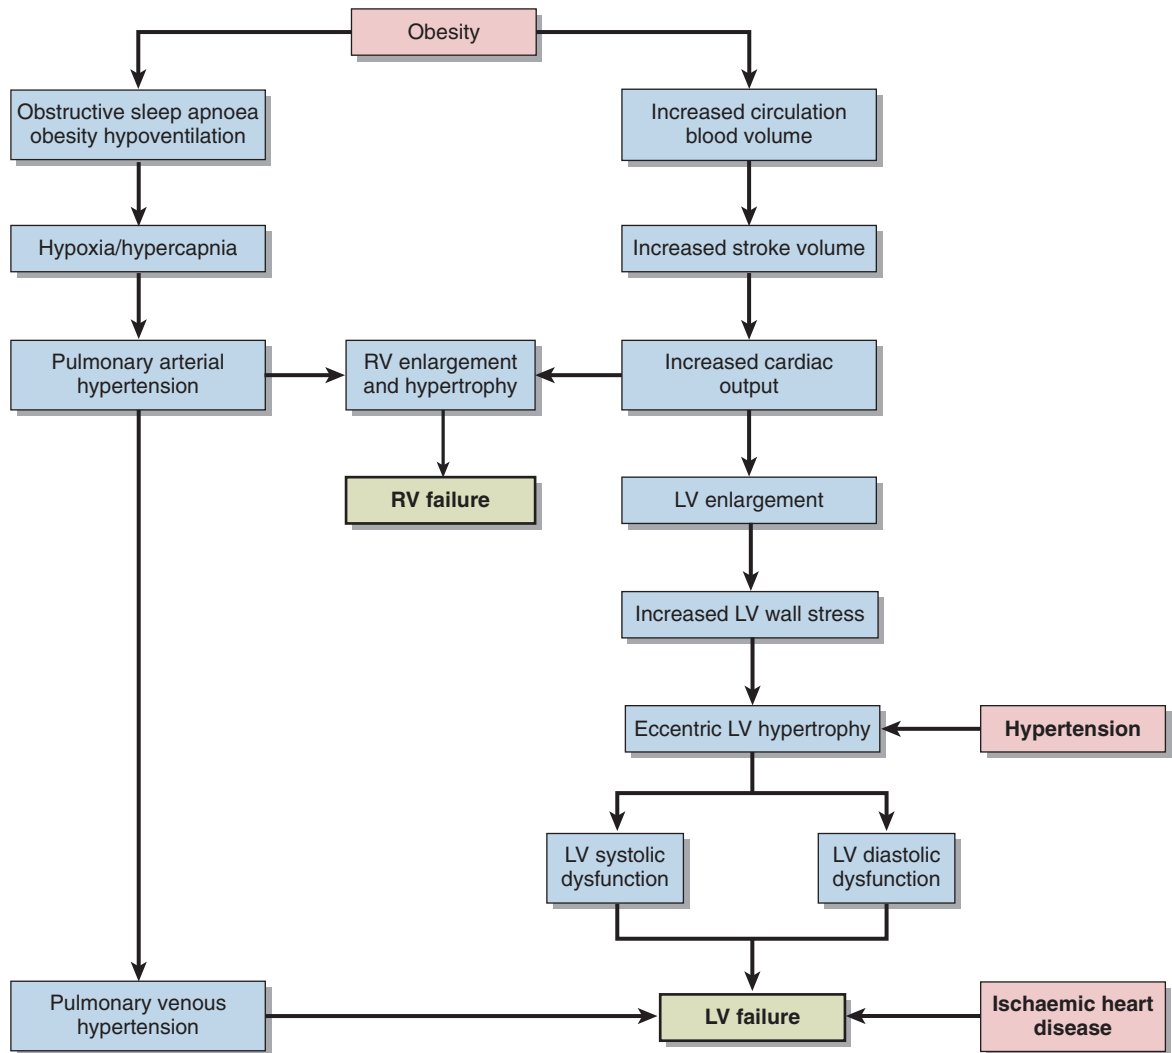 Obesity
Obstructive sleep apnoea
obesity hypoventilation
Increased circulation
blood volume
Hypoxia/hypercapnia
Increased stroke volume
Pulmonary arterial
hypertension
RV enlargement
and hypertrophy
Increased cardiac
output
RV failure
LV enlargement
Increased LV wall stress
Eccentric LV hypertrophy
Hypertension
LV systolic
dysfunction
LV diastolic
dysfunction
Pulmonary venous
hypertension
LV failure
Ischaemic heart
disease